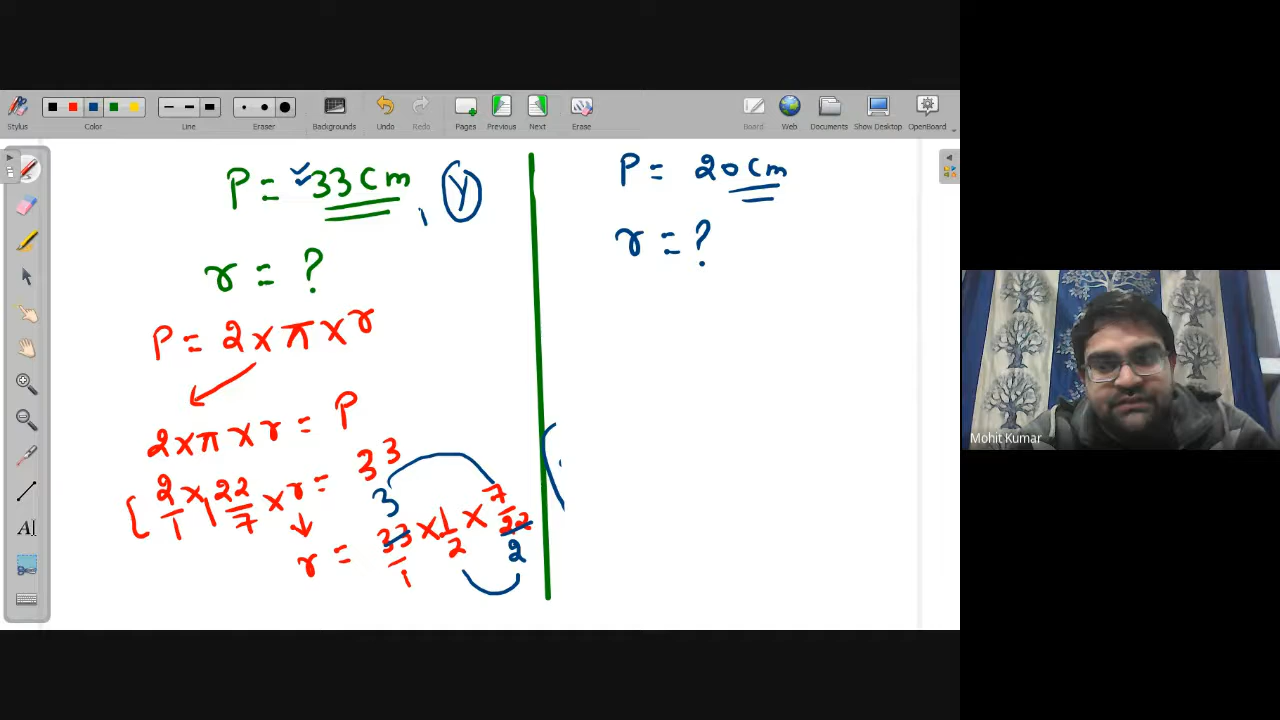 Stylus Color Line Eraser Backgrounds Undo Redo Pages Previous Next Erase Board Web Documents Show Desktop OpenBoard
P = 33 cm, r
r = ?
P = 2 × π × r
2 × π × r = P
2/1 × 22/7 × r = 33
r = 33/1 × 1/2 × 7/22
3
2
P = 20 cm
r = ?
Mohit Kumar